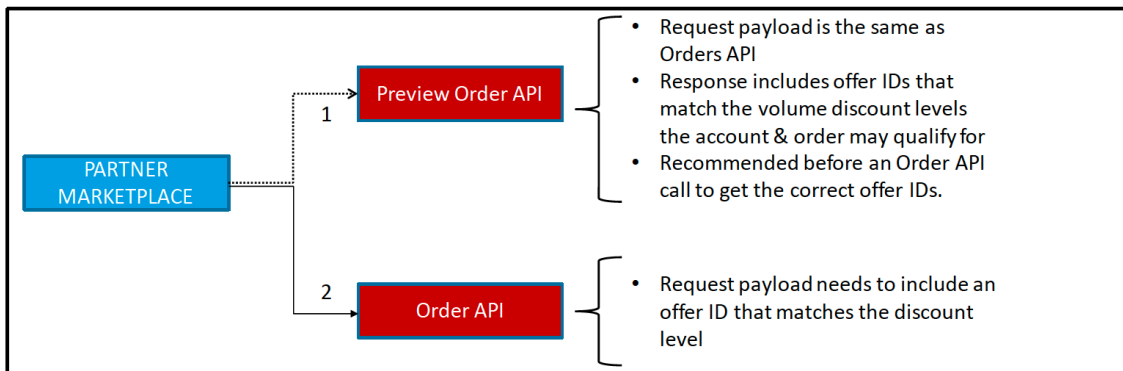 Preview Order API
1
PARTNER
MARKETPLACE
2
Order API
• Request payload is the same as
Orders API
• Response includes offer IDs that
match the volume discount levels
the account & order may qualify for
• Recommended before an Order API
call to get the correct offer IDs.
• Request payload needs to include an
offer ID that matches the discount
level